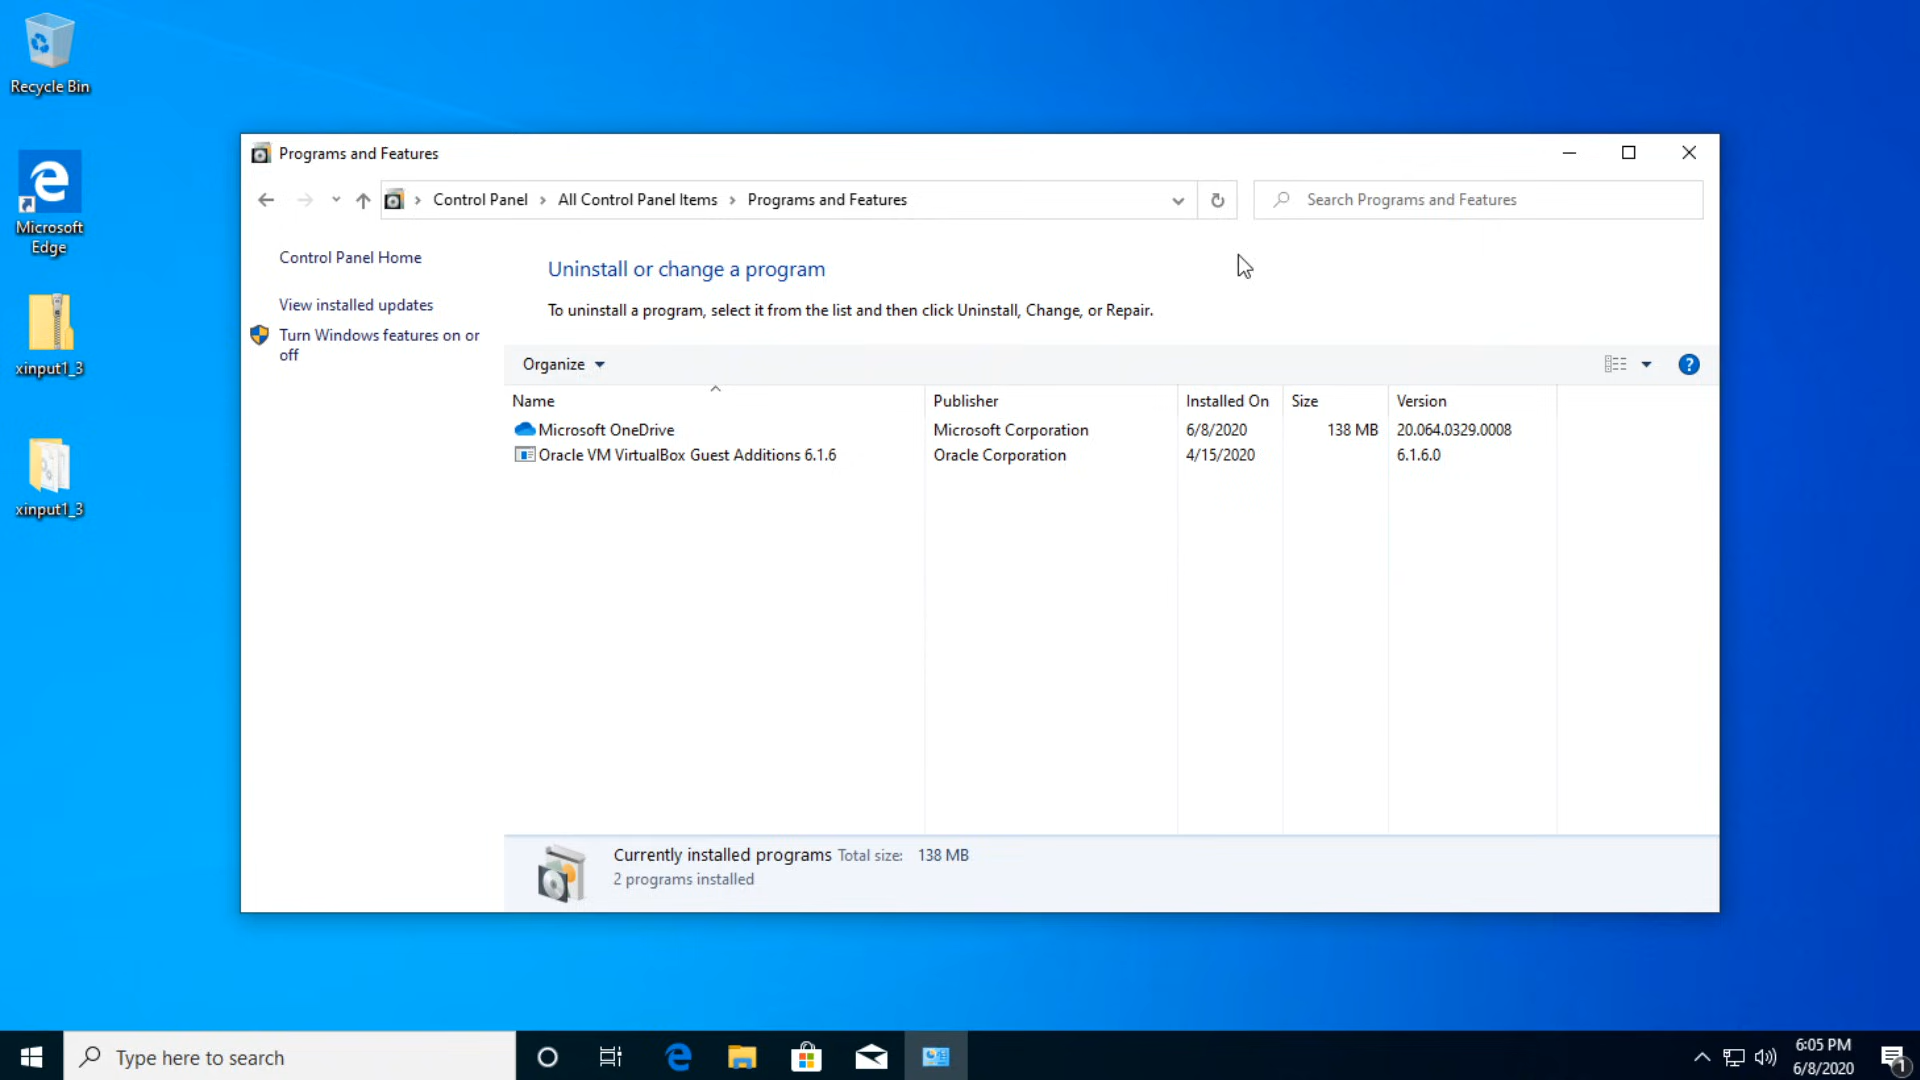 Recycle Bin
Microsoft
Edge
xinput1_3
xinput1_3
Programs and Features
Control Panel
All Control Panel Items
Programs and Features
Search Programs and Features
Control Panel Home
View installed updates
Turn Windows features on or
off
Uninstall or change a program
To uninstall a program, select it from the list and then click Uninstall, Change, or Repair.
Organize
Name Publisher Installed On Size Version
Microsoft OneDrive Microsoft Corporation 6/8/2020 138 MB 20.064.0329.0008
Oracle VM VirtualBox Guest Additions 6.1.6 Oracle Corporation 4/15/2020 6.1.6.0
Currently installed programs Total size: 138 MB
2 programs installed
Type here to search
6:05 PM
6/8/2020
1